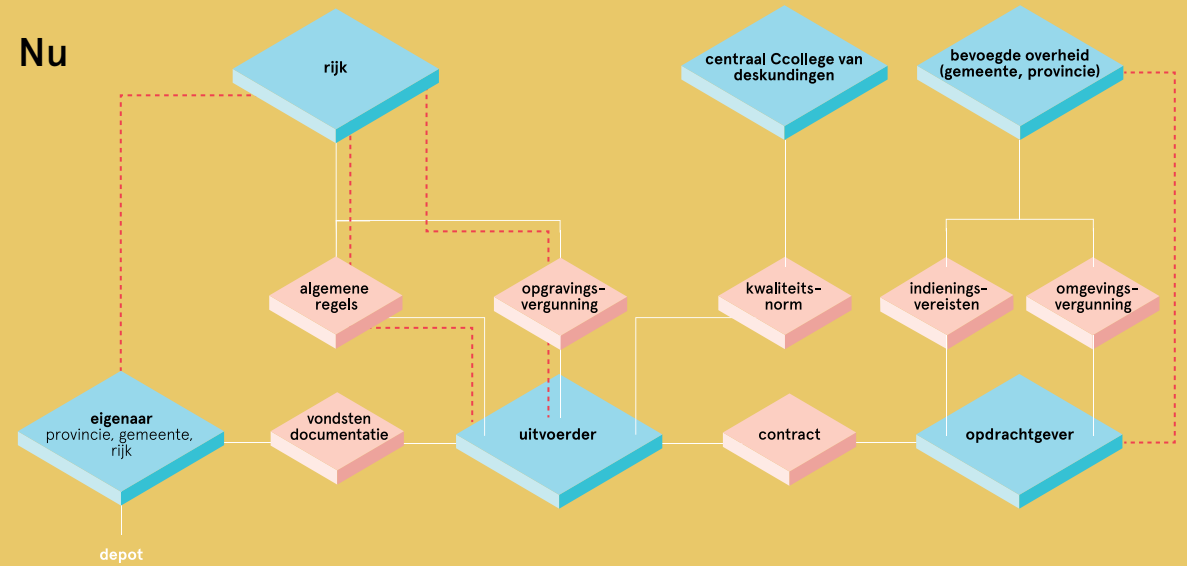 Nu
rijk
centraal Ccollege van
deskundingen
bevoegde overheid
(gemeente, provincie)
algemene
regels
opgravings-
vergunning
kwaliteits-
norm
indienings-
vereisten
omgevings-
vergunning
eigenaar
provincie, gemeente,
rijk
vondsten
documentatie
uitvoerder
contract
opdrachtgever
depot